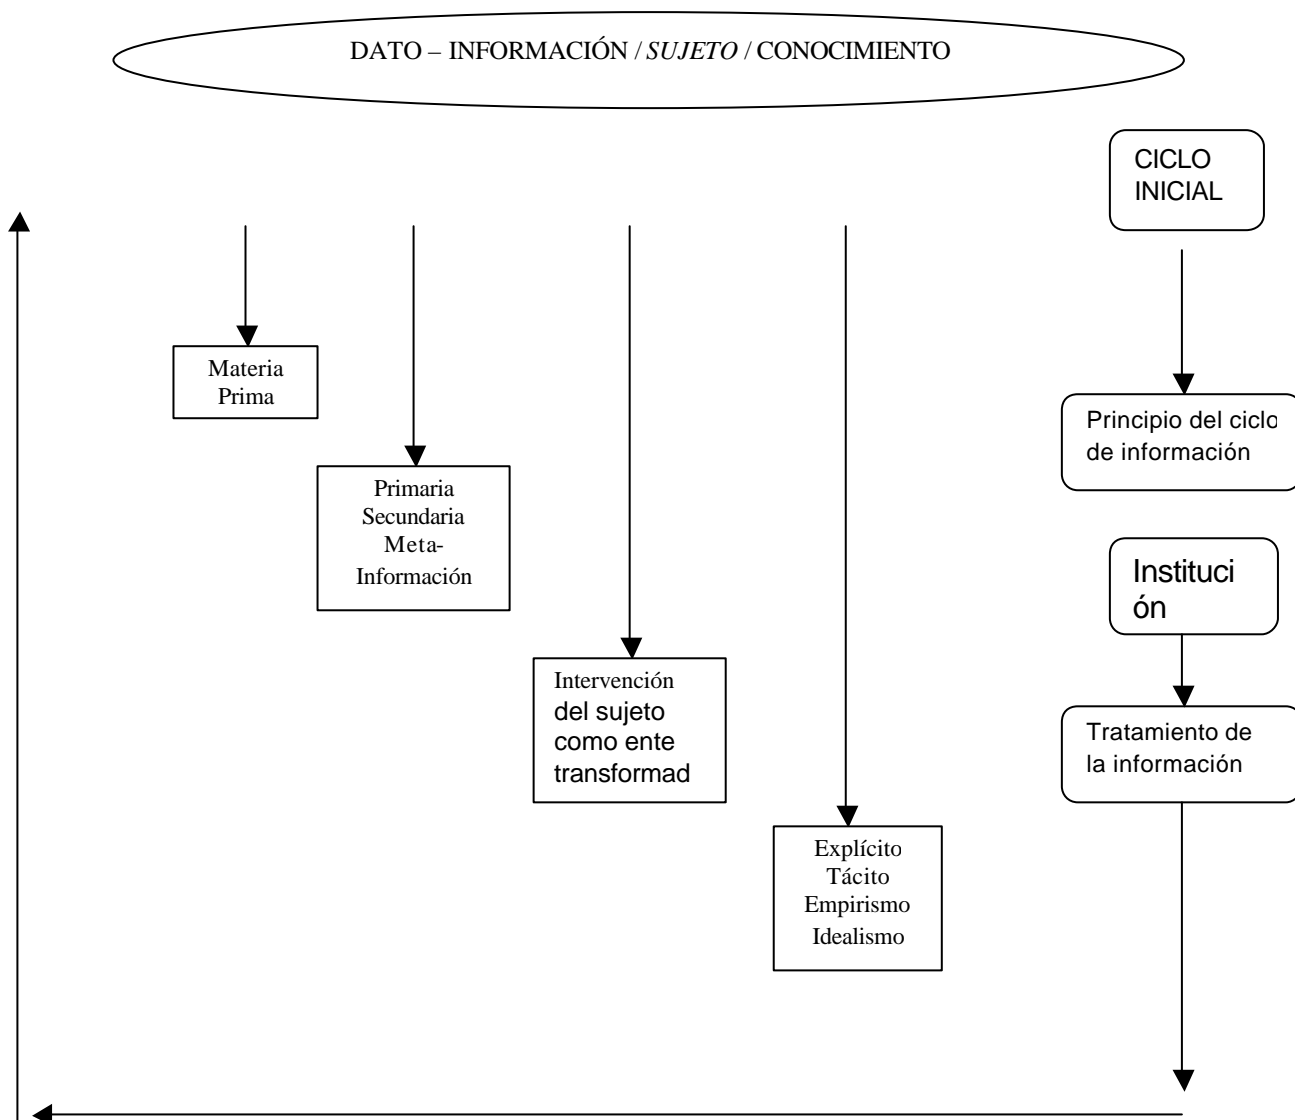 DATO – INFORMACIÓN / SUJETO / CONOCIMIENTO
CICLO
INICIAL
Materia
Prima
Principio del ciclo
de información
Primaria
Secundaria
Meta-
Información
Instituci
ón
Intervención
del sujeto
como ente
transformad
Tratamiento de
la información
Explícito
Tácito
Empirismo
Idealismo